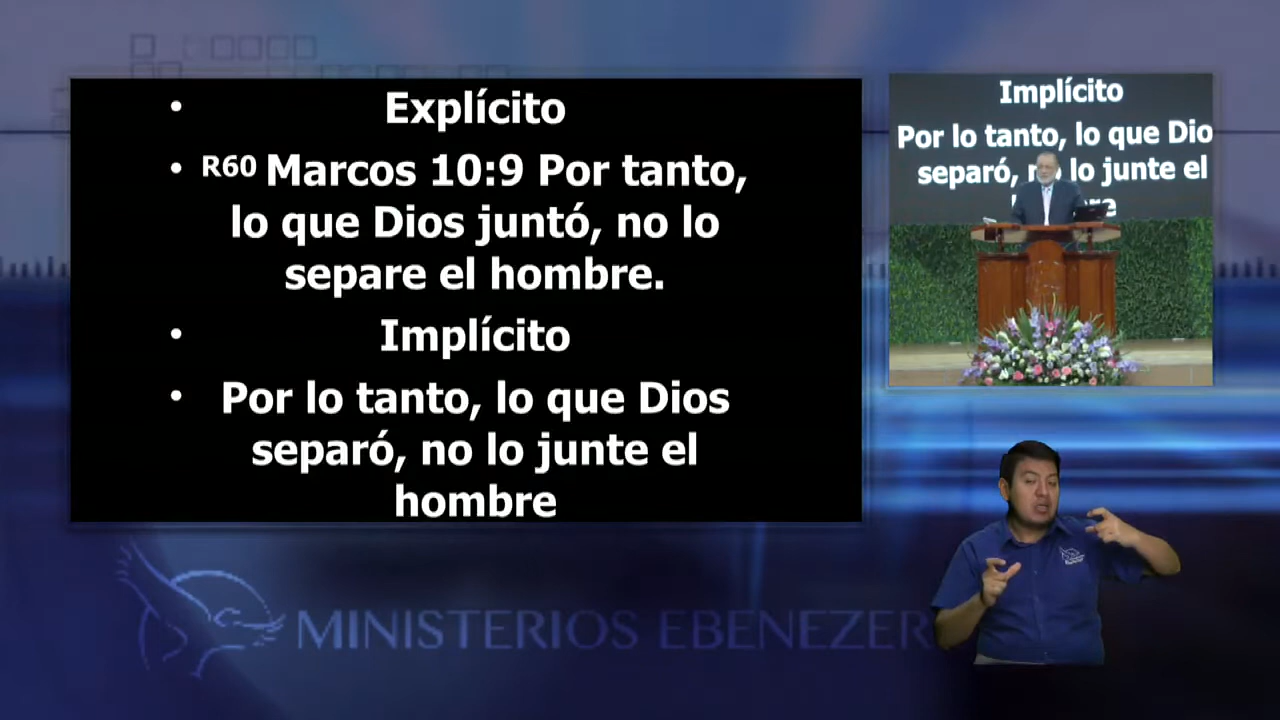 • Explícito
• R60 Marcos 10:9 Por tanto,
lo que Dios juntó, no lo
separe el hombre.
• Implícito
• Por lo tanto, lo que Dios
separó, no lo junte el
hombre
Implícito
Por lo tanto, lo que Dio
separó, no lo junte el
MINISTERIOS EBENEZER